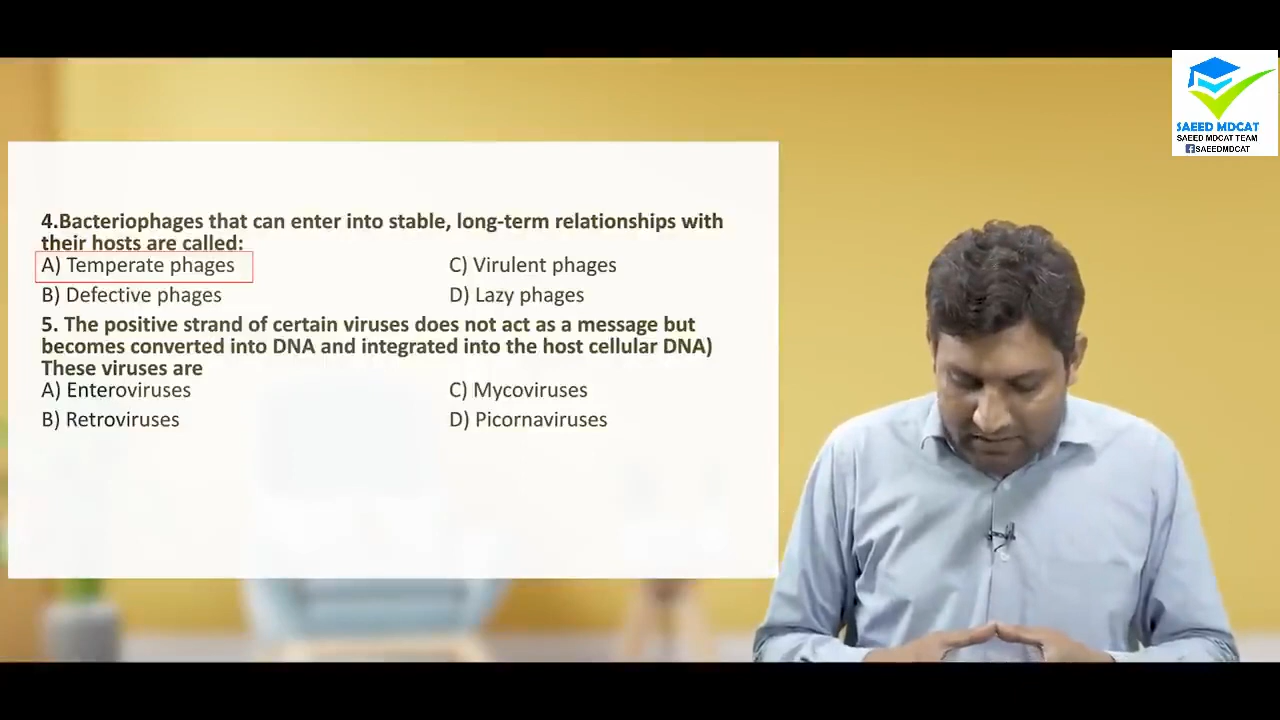 SAEED MDCAT
SAEED MDCAT TEAM
SAEEDMDCAT
4.Bacteriophages that can enter into stable, long-term relationships with
their hosts are called:
A) Temperate phages
C) Virulent phages
B) Defective phages
D) Lazy phages
5. The positive strand of certain viruses does not act as a message but
becomes converted into DNA and integrated into the host cellular DNA)
These viruses are
A) Enteroviruses
C) Mycoviruses
B) Retroviruses
D) Picornaviruses